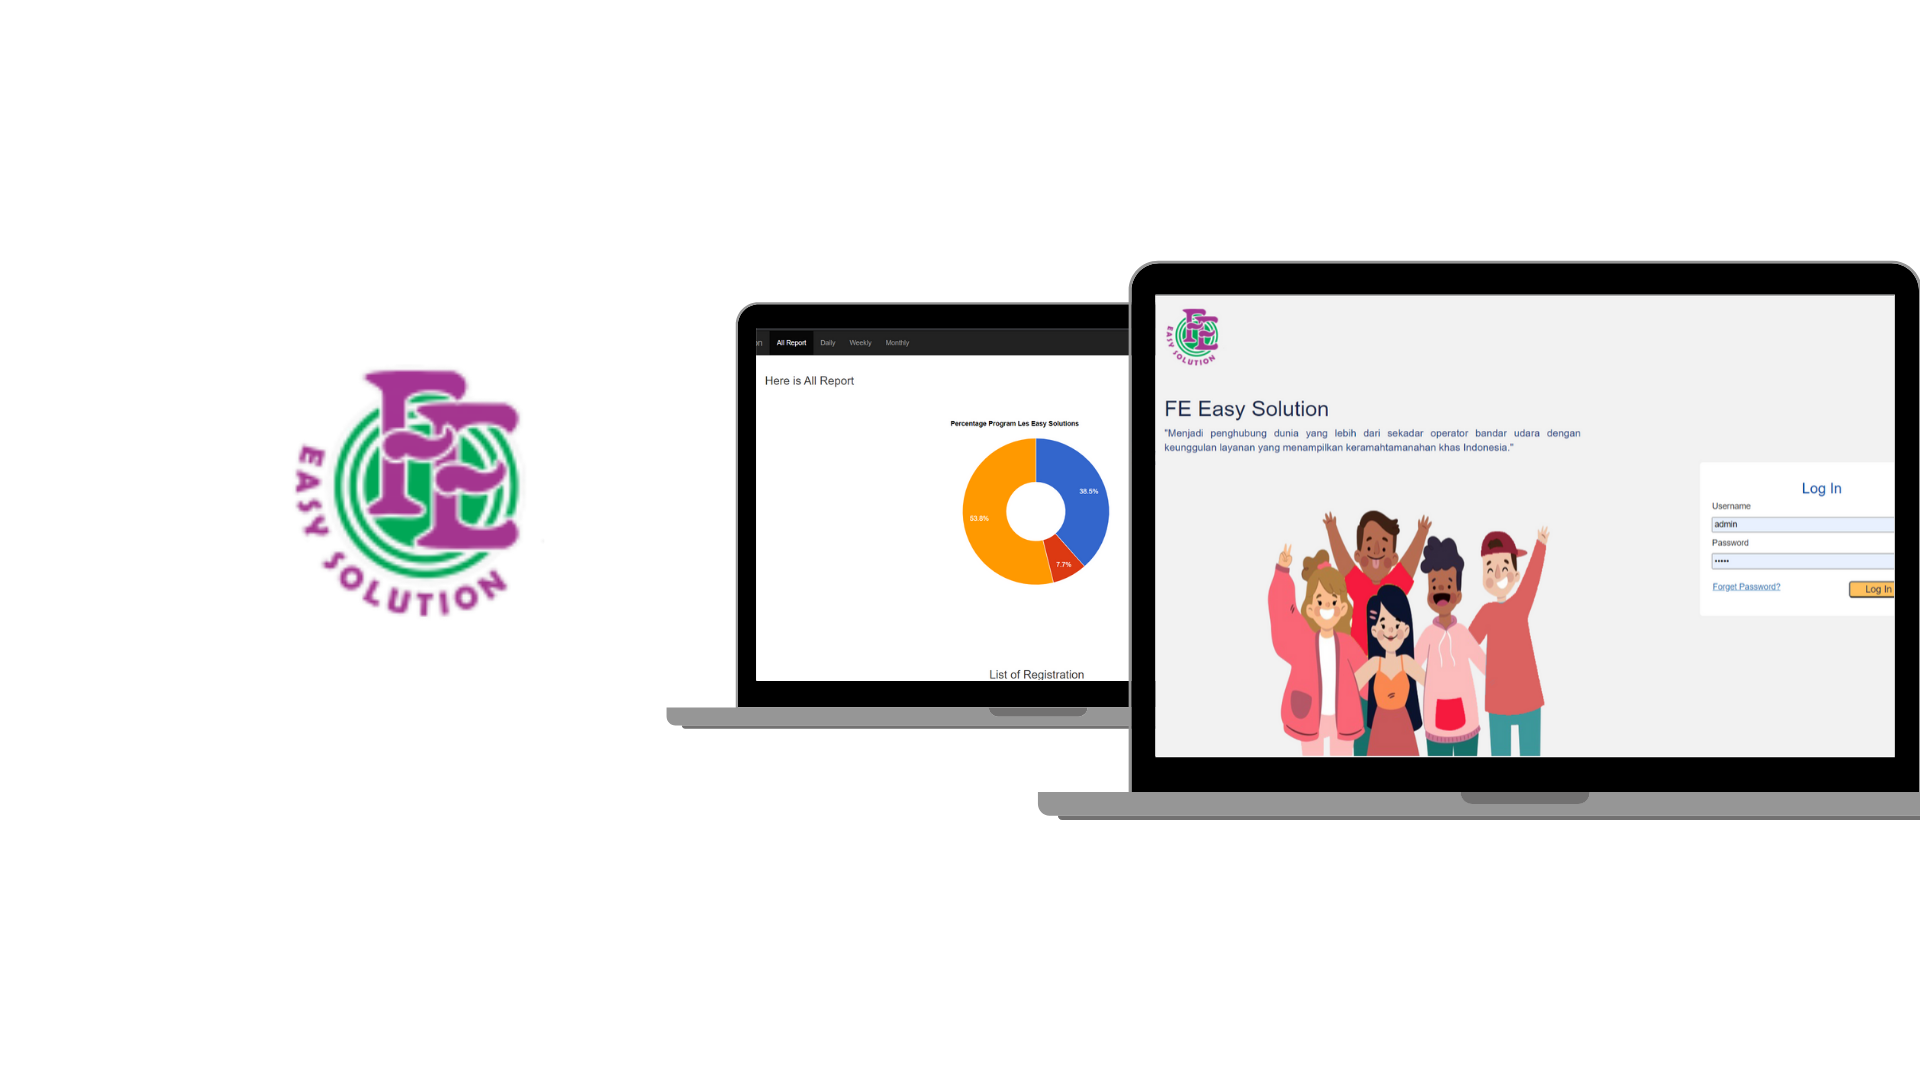 FE
EASY SOLUTION
All Report Daily Weekly Monthly
Here is All Report
Percentage Program Les Easy Solutions
38.5%
53.8%
7.7%
List of Registration
FE
EASY SOLUTION
FE Easy Solution
"Menjadi penghubung dunia yang lebih dari sekadar operator bandar udara dengan
keunggulan layanan yang menampilkan keramahtamanahan khas Indonesia."
Log In
Username
admin
Password
•••••
Forget Password?
Log In